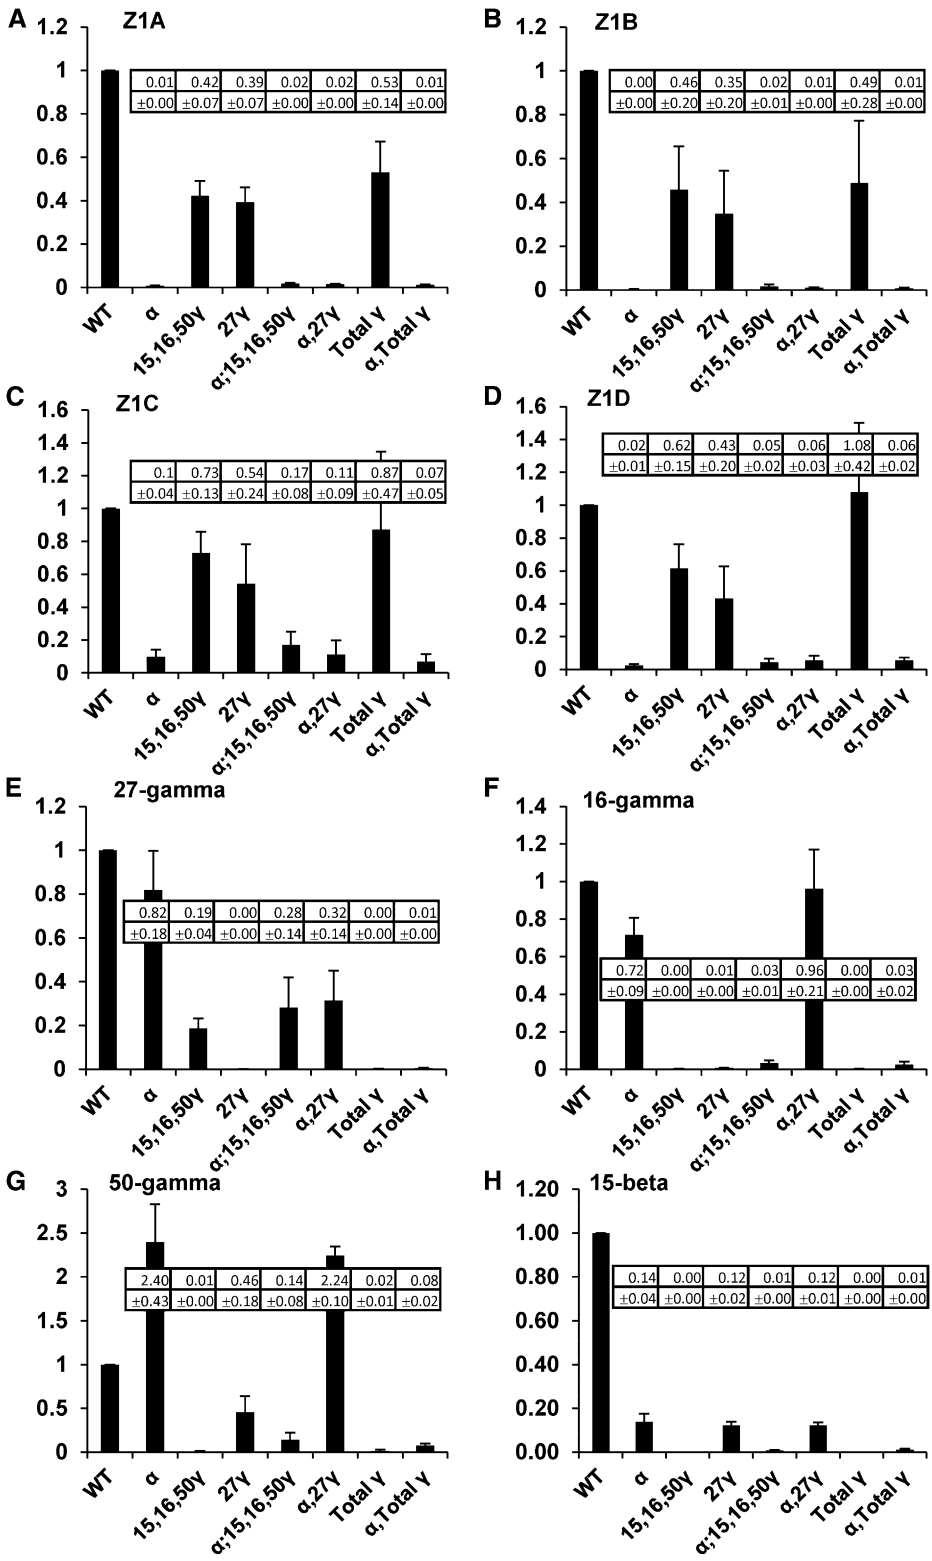 A Z1A
1.2
1
0.8
0.6
0.4
0.2
0
0.01 0.42 0.39 0.02 0.02 0.53 0.01
±0.00 ±0.07 ±0.07 ±0.00 ±0.00 ±0.14 ±0.00
WT α 15,16,50γ 27γ α;15,16,50γ α,27γ Total γ α,Total γ
B Z1B
1.2
1
0.8
0.6
0.4
0.2
0
0.00 0.46 0.35 0.02 0.01 0.49 0.01
±0.00 ±0.20 ±0.20 ±0.01 ±0.00 ±0.28 ±0.00
WT α 15,16,50γ 27γ α;15,16,50γ α,27γ Total γ α,Total γ
C Z1C
1.6
1.4
1.2
1
0.8
0.6
0.4
0.2
0
0.1 0.73 0.54 0.17 0.11 0.87 0.07
±0.04 ±0.13 ±0.24 ±0.08 ±0.09 ±0.47 ±0.05
WT α 15,16,50γ 27γ α;15,16,50γ α,27γ Total γ α,Total γ
D Z1D
1.6
1.4
1.2
1
0.8
0.6
0.4
0.2
0
0.02 0.62 0.43 0.05 0.06 1.08 0.06
±0.01 ±0.15 ±0.20 ±0.02 ±0.03 ±0.42 ±0.02
WT α 15,16,50γ 27γ α;15,16,50γ α,27γ Total γ α,Total γ
E 27-gamma
1.2
1
0.8
0.6
0.4
0.2
0
0.82 0.19 0.00 0.28 0.32 0.00 0.01
±0.18 ±0.04 ±0.00 ±0.14 ±0.14 ±0.00 ±0.00
WT α 15,16,50γ 27γ α;15,16,50γ α,27γ Total γ α,Total γ
F 16-gamma
1.4
1.2
1
0.8
0.6
0.4
0.2
0
0.72 0.00 0.01 0.03 0.96 0.00 0.03
±0.09 ±0.00 ±0.00 ±0.01 ±0.21 ±0.00 ±0.02
WT α 15,16,50γ 27γ α;15,16,50γ α,27γ Total γ α,Total γ
G 50-gamma
3
2.5
2
1.5
1
0.5
0
2.40 0.01 0.46 0.14 2.24 0.02 0.08
±0.43 ±0.00 ±0.18 ±0.08 ±0.10 ±0.01 ±0.02
WT α 15,16,50γ 27γ α;15,16,50γ α,27γ Total γ α,Total γ
H 15-beta
1.20
1.00
0.80
0.60
0.40
0.20
0.00
0.14 0.00 0.12 0.01 0.12 0.00 0.01
±0.04 ±0.00 ±0.02 ±0.00 ±0.01 ±0.00 ±0.00
WT α 15,16,50γ 27γ α;15,16,50γ α,27γ Total γ α,Total γ